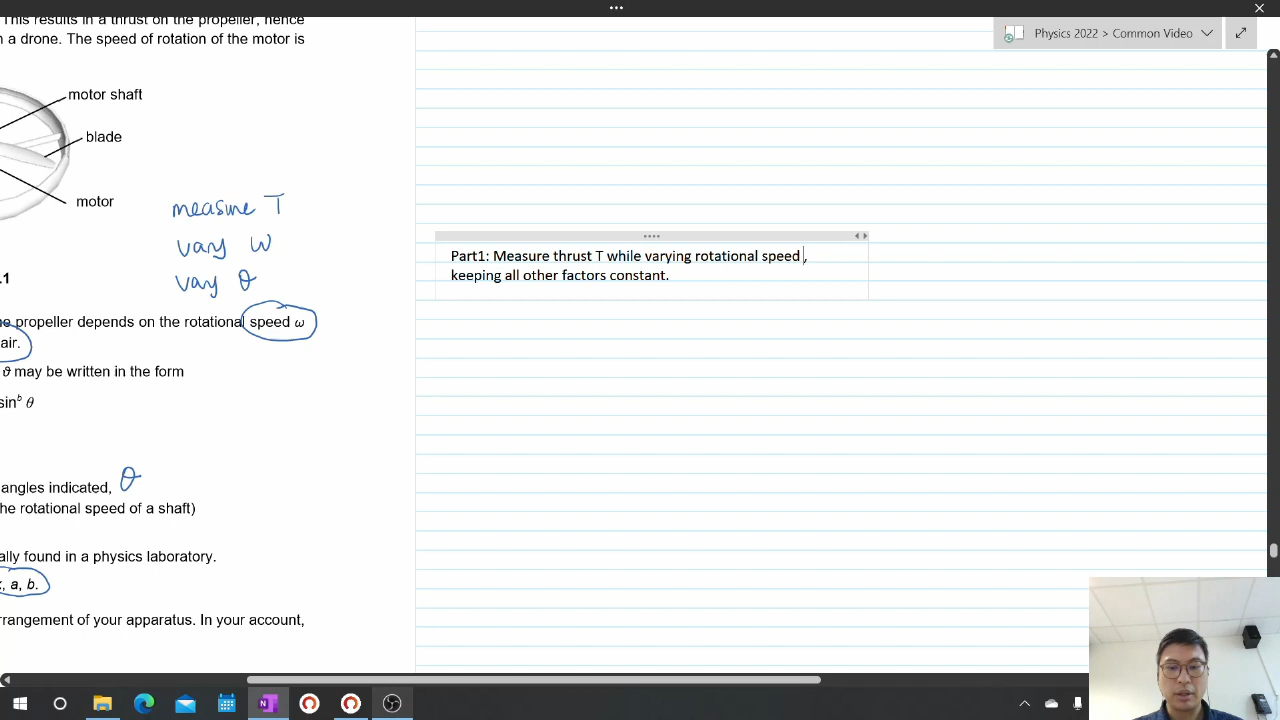 This results in a thrust on the propeller, hence
n a drone. The speed of rotation of the motor is
Physics 2022 > Common Video
motor shaft
blade
motor
measure T
vary ω
vary θ
.1
Part1: Measure thrust T while varying rotational speed ,
keeping all other factors constant.
e propeller depends on the rotational speed ω
air.
ϑ may be written in the form
sinᵇ θ
angles indicated, θ
he rotational speed of a shaft)
ally found in a physics laboratory.
k, a, b.
rrangement of your apparatus. In your account,